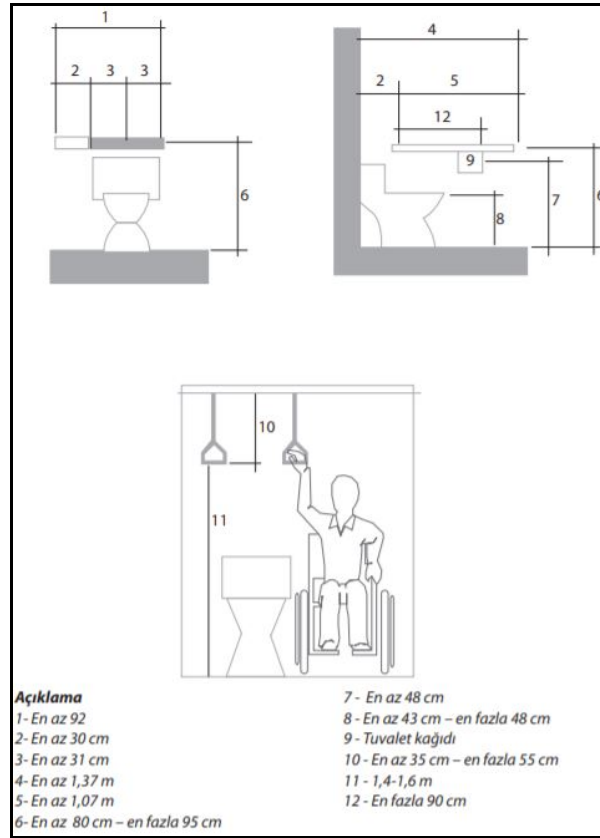 1
2 3 3
6
4
2 5
12
9
7
6
8
10
11
Açıklama
1- En az 92
2- En az 30 cm
3- En az 31 cm
4- En az 1,37 m
5- En az 1,07 m
6- En az 80 cm – en fazla 95 cm
7 - En az 48 cm
8 - En az 43 cm – en fazla 48 cm
9 - Tuvalet kağıdı
10 - En az 35 cm – en fazla 55 cm
11 - 1,4-1,6 m
12 - En fazla 90 cm